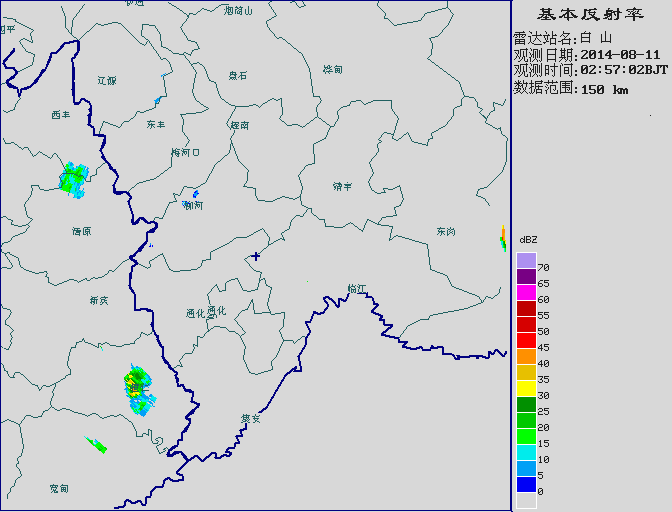 基本反射率
雷达站名:白 山
观测日期:2014-08-11
观测时间:02:57:02BJT
数据范围:150 km
四平
烟筒山
辽源
盘石
桦甸
西丰
东丰
辉南
梅河口
靖宇
柳河
清原
东岗
新宾
通化
通化
临江
集安
宽甸
dBZ
70
65
60
55
50
45
40
35
30
25
20
15
10
5
0